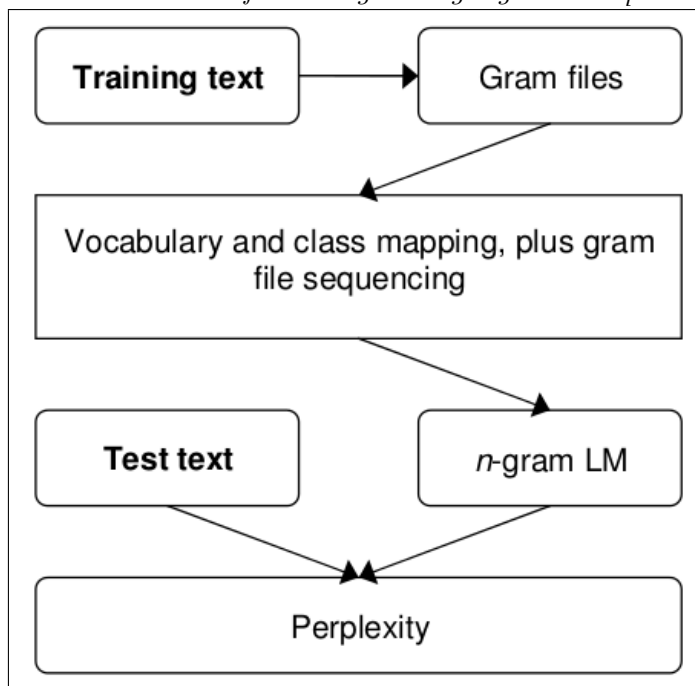 Training text
Gram files
Vocabulary and class mapping, plus gram
file sequencing
Test text
n-gram LM
Perplexity